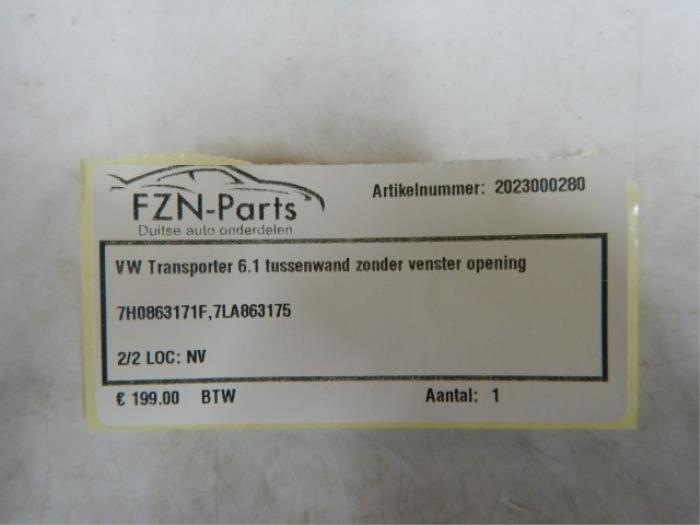 FZN-Parts
Duitse auto onderdelen
Artikelnummer: 2023000280
VW Transporter 6.1 tussenwand zonder venster opening
7H0863171F,7LA863175
2/2 LOC: NV
€ 199.00 BTW Aantal: 1